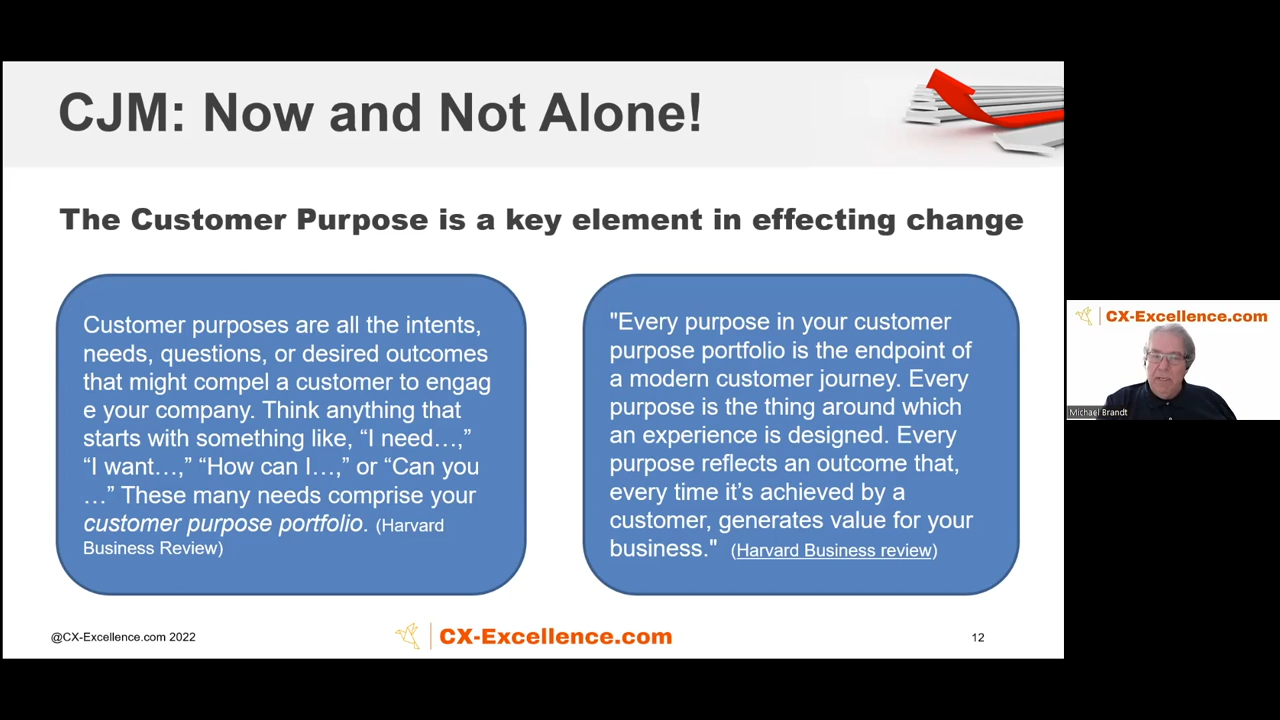 CJM: Now and Not Alone!
The Customer Purpose is a key element in effecting change
Customer purposes are all the intents,
needs, questions, or desired outcomes
that might compel a customer to engag
e your company. Think anything that
starts with something like, “I need…,”
“I want…,” “How can I…,” or “Can you
…” These many needs comprise your
customer purpose portfolio. (Harvard
Business Review)
"Every purpose in your customer
purpose portfolio is the endpoint of
a modern customer journey. Every
purpose is the thing around which
an experience is designed. Every
purpose reflects an outcome that,
every time it’s achieved by a
customer, generates value for your
business." (Harvard Business review)
@CX-Excellence.com 2022
CX-Excellence.com
12
CX-Excellence.com
Michael Brandt